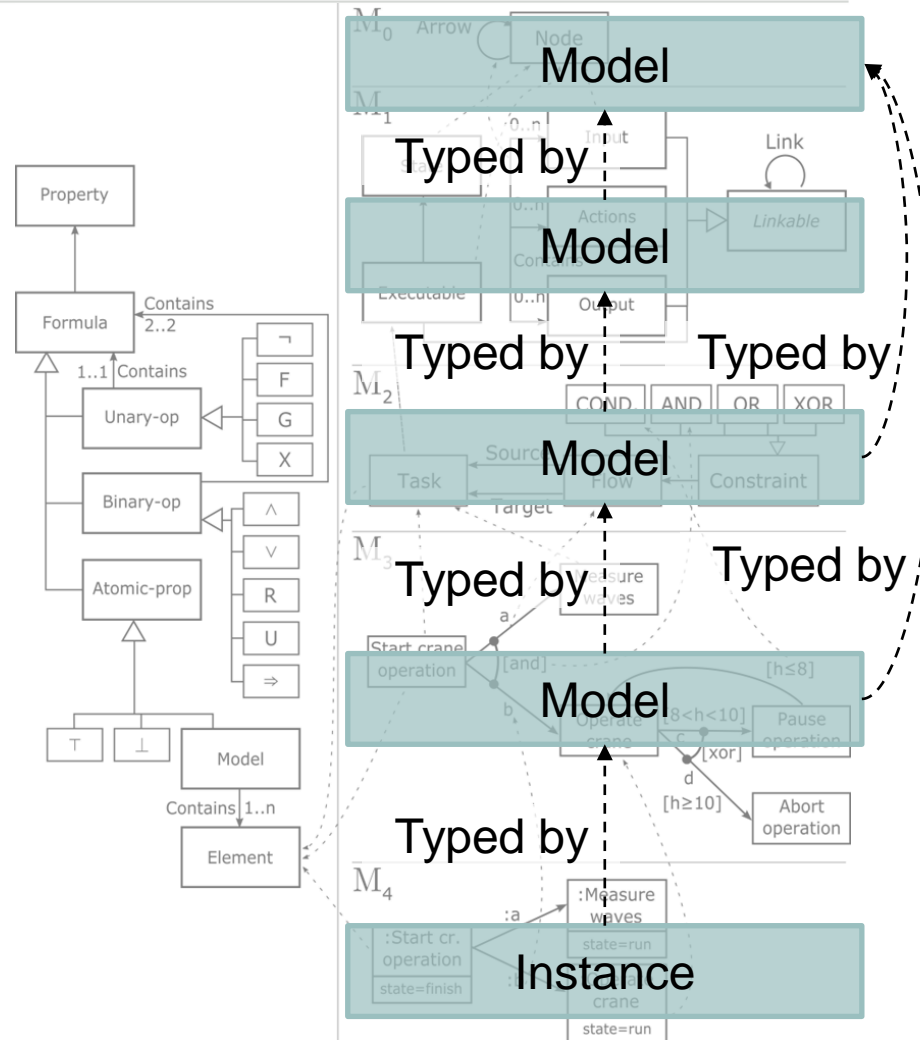 M0
Arrow
Node
Model
M1
0..n
Input
Typed by
State
Link
Property
0..n
Actions
Linkable
Model
Contains
Executable
0..n
Output
Contains
2..2
Formula
¬
Typed by
Typed by
1..1
Contains
F
M2
COND.
AND
OR
XOR
Unary-op
G
X
Source
Model
Task
Flow
Constraint
Binary-op
∧
Target
∨
M3
Typed by
Measure
waves
Typed by
Atomic-prop
R
a
U
Start crane
operation
[and]
[h≤8]
⇒
Model
b
Operate
crane
[8<h<10]
Pause
operation
c
[xor]
⊤
⊥
Model
d
[h≥10]
Abort
operation
Contains
1..n
Typed by
Element
M4
:Measure
waves
:a
state=run
:Start cr.
operation
Instance
state=finish
crane
state=run